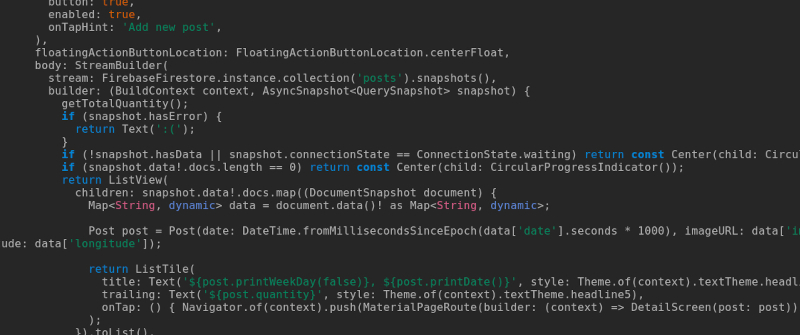 button: true,
enabled: true,
onTapHint: 'Add new post',
),
floatingActionButtonLocation: FloatingActionButtonLocation.centerFloat,
body: StreamBuilder(
stream: FirebaseFirestore.instance.collection('posts').snapshots(),
builder: (BuildContext context, AsyncSnapshot<QuerySnapshot> snapshot) {
getTotalQuantity();
if (snapshot.hasError) {
return Text(':(');
}
if (!snapshot.hasData || snapshot.connectionState == ConnectionState.waiting) return const Center(child: Circul
if (snapshot.data!.docs.length == 0) return const Center(child: CircularProgressIndicator());
return ListView(
children: snapshot.data!.docs.map((DocumentSnapshot document) {
Map<String, dynamic> data = document.data()! as Map<String, dynamic>;
Post post = Post(date: DateTime.fromMillisecondsSinceEpoch(data['date'].seconds * 1000), imageURL: data['im
ude: data['longitude']);
return ListTile(
title: Text('${post.printWeekDay(false)}, ${post.printDate()}', style: Theme.of(context).textTheme.headli
trailing: Text('${post.quantity}', style: Theme.of(context).textTheme.headline5),
onTap: () { Navigator.of(context).push(MaterialPageRoute(builder: (context) => DetailScreen(post: post))
);
}).toList(),